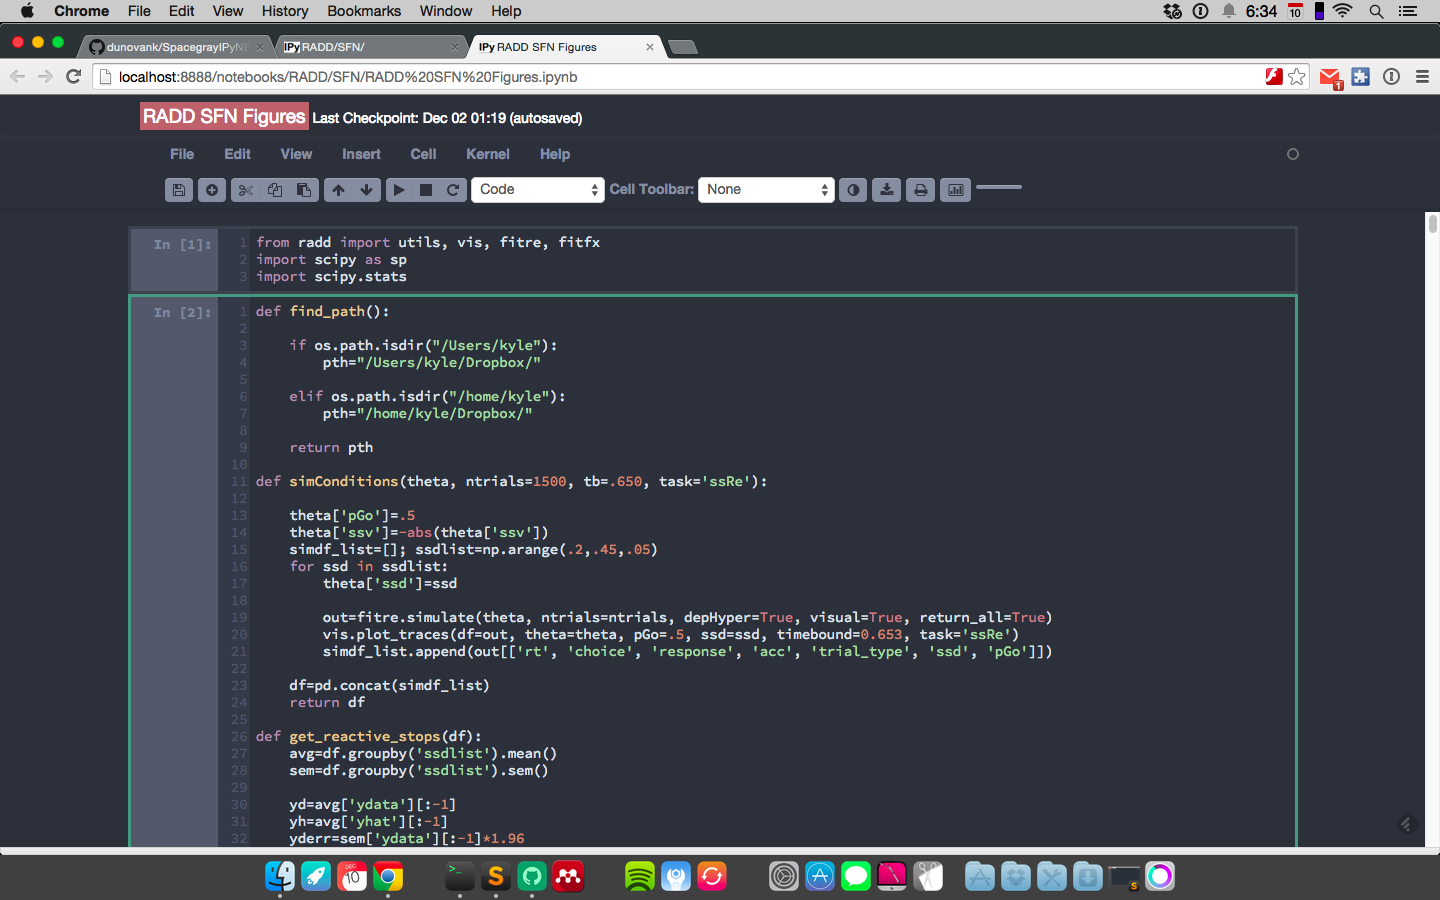 Chrome File Edit View History Bookmarks Window Help 6:34 10
dunovank/SpacegrayIPyN
IPy RADD/SFN/
IPy RADD SFN Figures
localhost:8888/notebooks/RADD/SFN/RADD%20SFN%20Figures.ipynb
1
RADD SFN Figures Last Checkpoint: Dec 02 01:19 (autosaved)
File Edit View Insert Cell Kernel Help
Code Cell Toolbar: None
In [1]:
1 from radd import utils, vis, fitre, fitfx
2 import scipy as sp
3 import scipy.stats
In [2]:
1 def find_path():
2
3 if os.path.isdir("/Users/kyle"):
4 pth="/Users/kyle/Dropbox/"
5
6 elif os.path.isdir("/home/kyle"):
7 pth="/home/kyle/Dropbox/"
8
9 return pth
10
11 def simConditions(theta, ntrials=1500, tb=.650, task='ssRe'):
12
13 theta['pGo']=.5
14 theta['ssv']=-abs(theta['ssv'])
15 simdf_list=[]; ssdlist=np.arange(.2,.45,.05)
16 for ssd in ssdlist:
17 theta['ssd']=ssd
18
19 out=fitre.simulate(theta, ntrials=ntrials, depHyper=True, visual=True, return_all=True)
20 vis.plot_traces(df=out, theta=theta, pGo=.5, ssd=ssd, timebound=0.653, task='ssRe')
21 simdf_list.append(out[['rt', 'choice', 'response', 'acc', 'trial_type', 'ssd', 'pGo']])
22
23 df=pd.concat(simdf_list)
24 return df
25
26 def get_reactive_stops(df):
27 avg=df.groupby('ssdlist').mean()
28 sem=df.groupby('ssdlist').sem()
29
30 yd=avg['ydata'][:-1]
31 yh=avg['yhat'][:-1]
32 yderr=sem['ydata'][:-1]*1.96
DEC
10